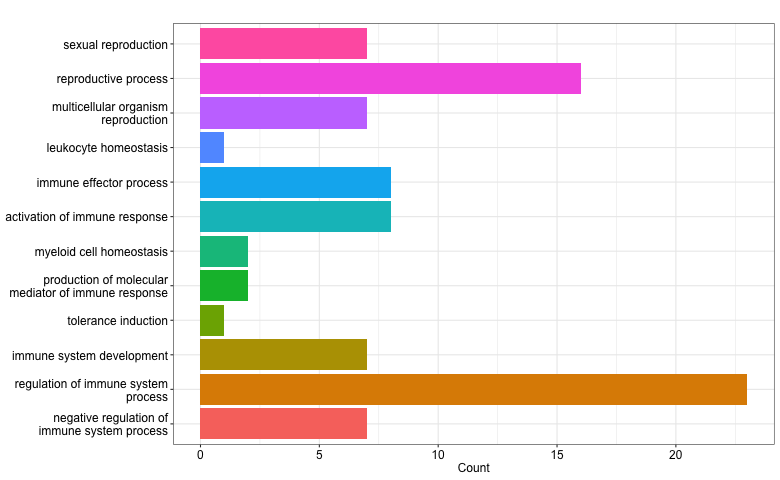 sexual reproduction
reproductive process
multicellular organism
reproduction
leukocyte homeostasis
immune effector process
activation of immune response
myeloid cell homeostasis
production of molecular
mediator of immune response
tolerance induction
immune system development
regulation of immune system
process
negative regulation of
immune system process
0 5 10 15 20
Count